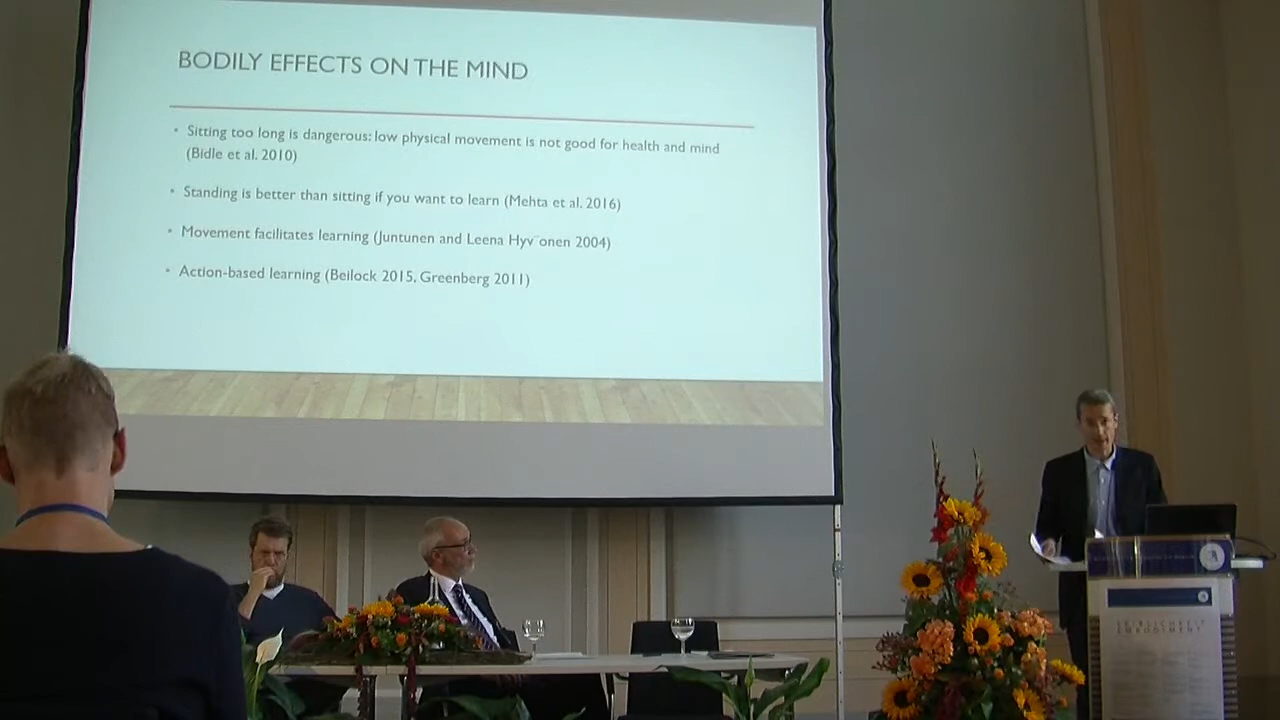 BODILY EFFECTS ON THE MIND
• Sitting too long is dangerous: low physical movement is not good for health and mind
(Bidle et al. 2010)
• Standing is better than sitting if you want to learn (Mehta et al. 2016)
• Movement facilitates learning (Juntunen and Leena Hyv¨onen 2004)
• Action-based learning (Beilock 2015, Greenberg 2011)
LEIBLICHKEIT
EMBODIMENT